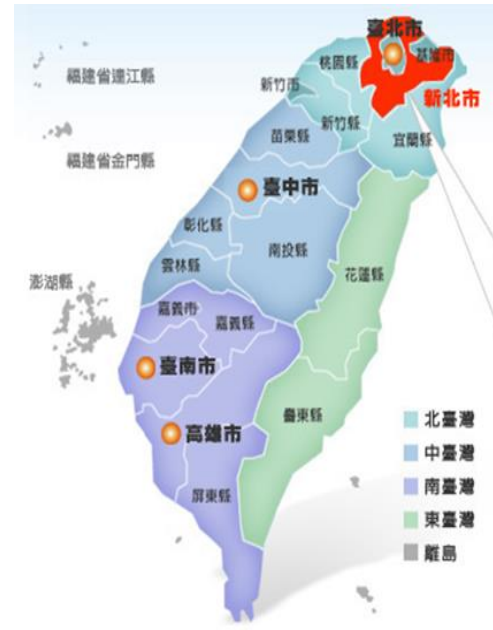 臺北市
桃園縣
基隆市
福建省連江縣
新竹市
新北市
新竹縣
苗栗縣
宜蘭縣
福建省金門縣
臺中市
彰化縣
南投縣
雲林縣
花蓮縣
澎湖縣
嘉義市
嘉義縣
臺南市
臺東縣
高雄市
屏東縣
北臺灣
中臺灣
南臺灣
東臺灣
離島